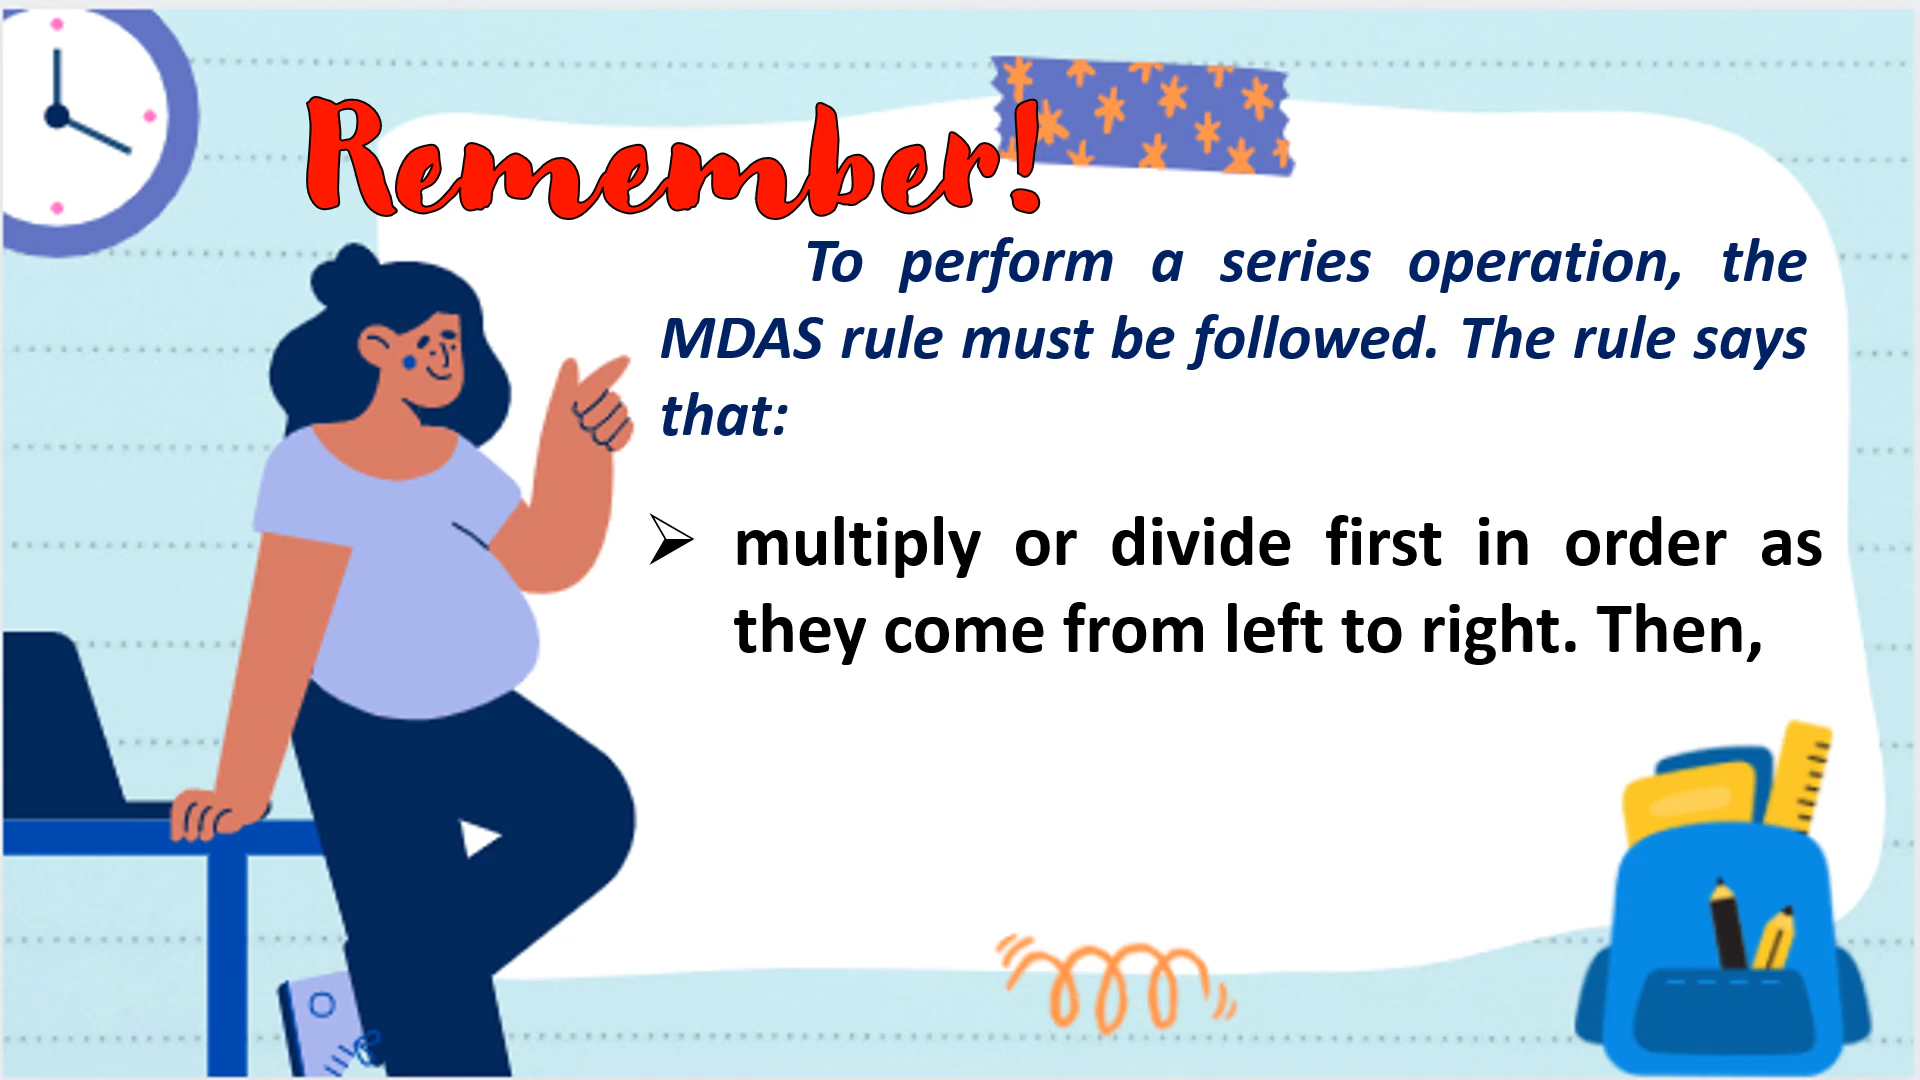 Remember!
To perform a series operation, the
MDAS rule must be followed. The rule says
that:
➢ multiply or divide first in order as
they come from left to right. Then,